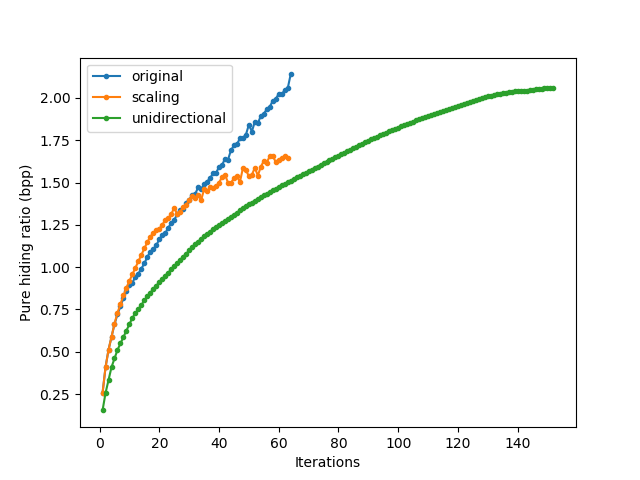 original
scaling
unidirectional
Pure hiding ratio (bpp)
2.00
1.75
1.50
1.25
1.00
0.75
0.50
0.25
0 20 40 60 80 100 120 140
Iterations